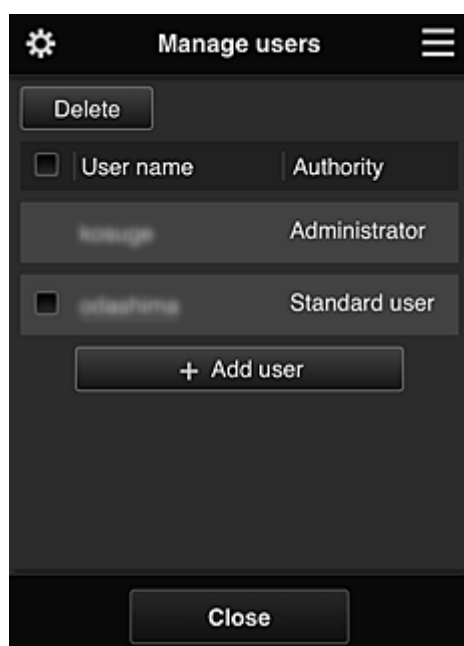 Manage users
Delete
User name Authority
Administrator
Standard user
+ Add user
Close